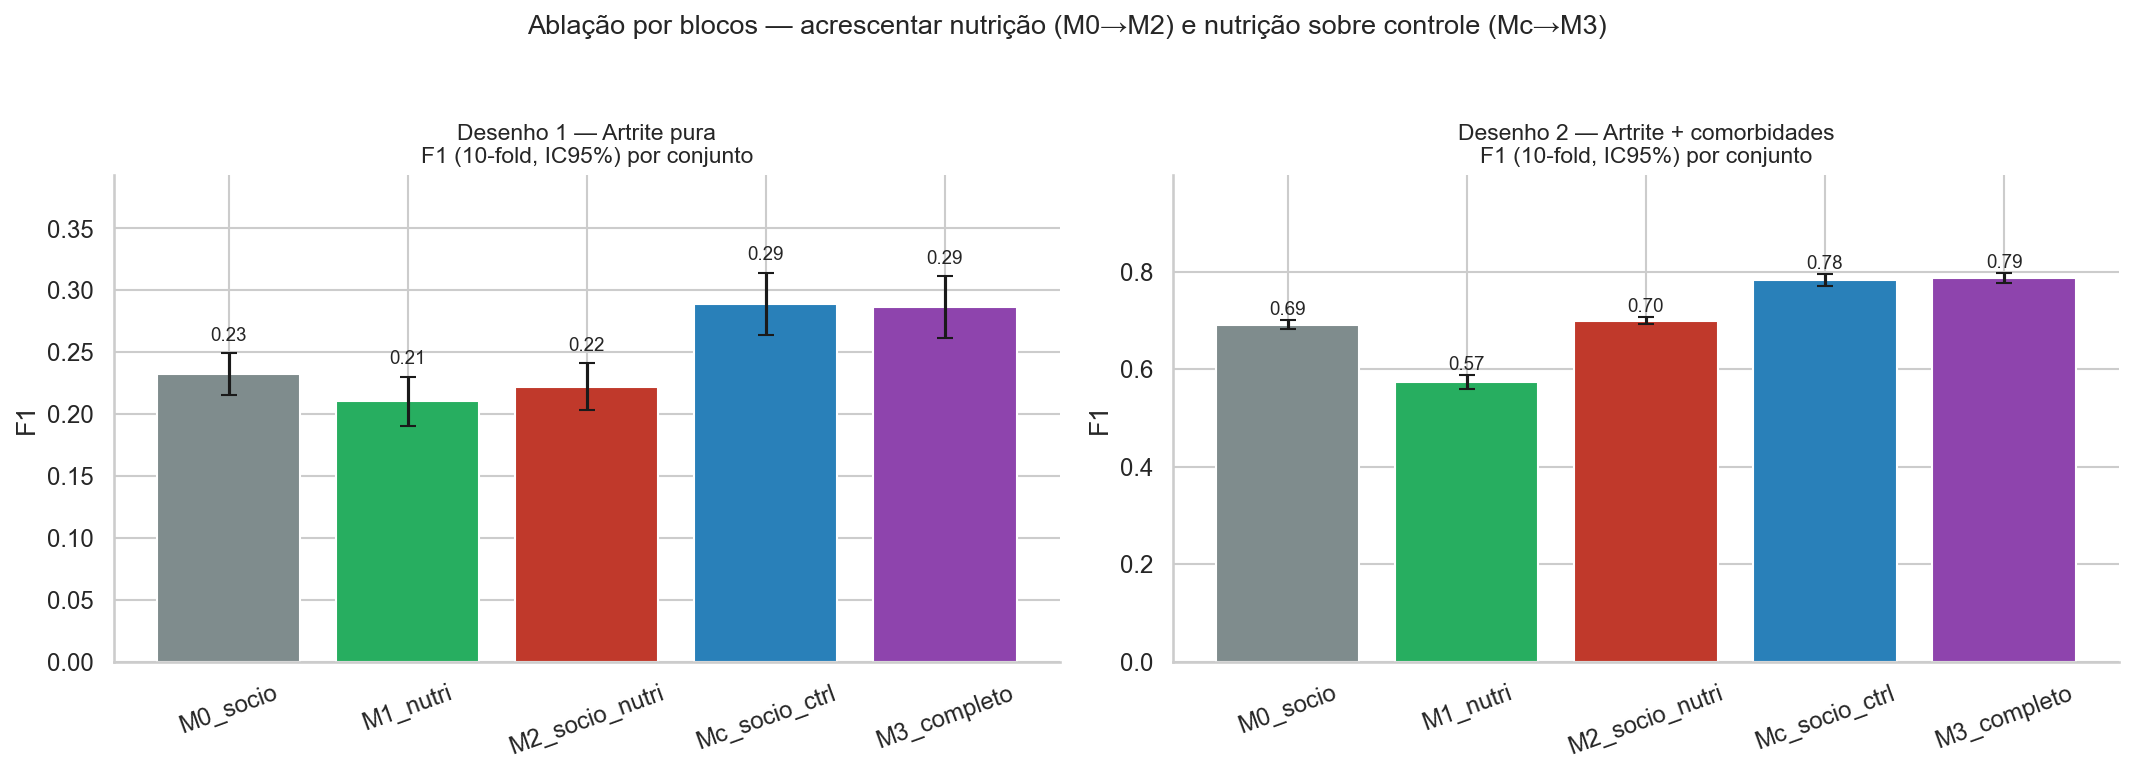 Ablação por blocos — acrescentar nutrição (M0→M2) e nutrição sobre controle (Mc→M3)
Desenho 1 — Artrite pura
F1 (10-fold, IC95%) por conjunto
F1
0.35
0.30
0.25
0.20
0.15
0.10
0.05
0.00
0.23
0.21
0.22
0.29
0.29
M0_socio
M1_nutri
M2_socio_nutri
Mc_socio_ctrl
M3_completo
Desenho 2 — Artrite + comorbidades
F1 (10-fold, IC95%) por conjunto
F1
0.8
0.6
0.4
0.2
0.0
0.69
0.57
0.70
0.78
0.79
M0_socio
M1_nutri
M2_socio_nutri
Mc_socio_ctrl
M3_completo